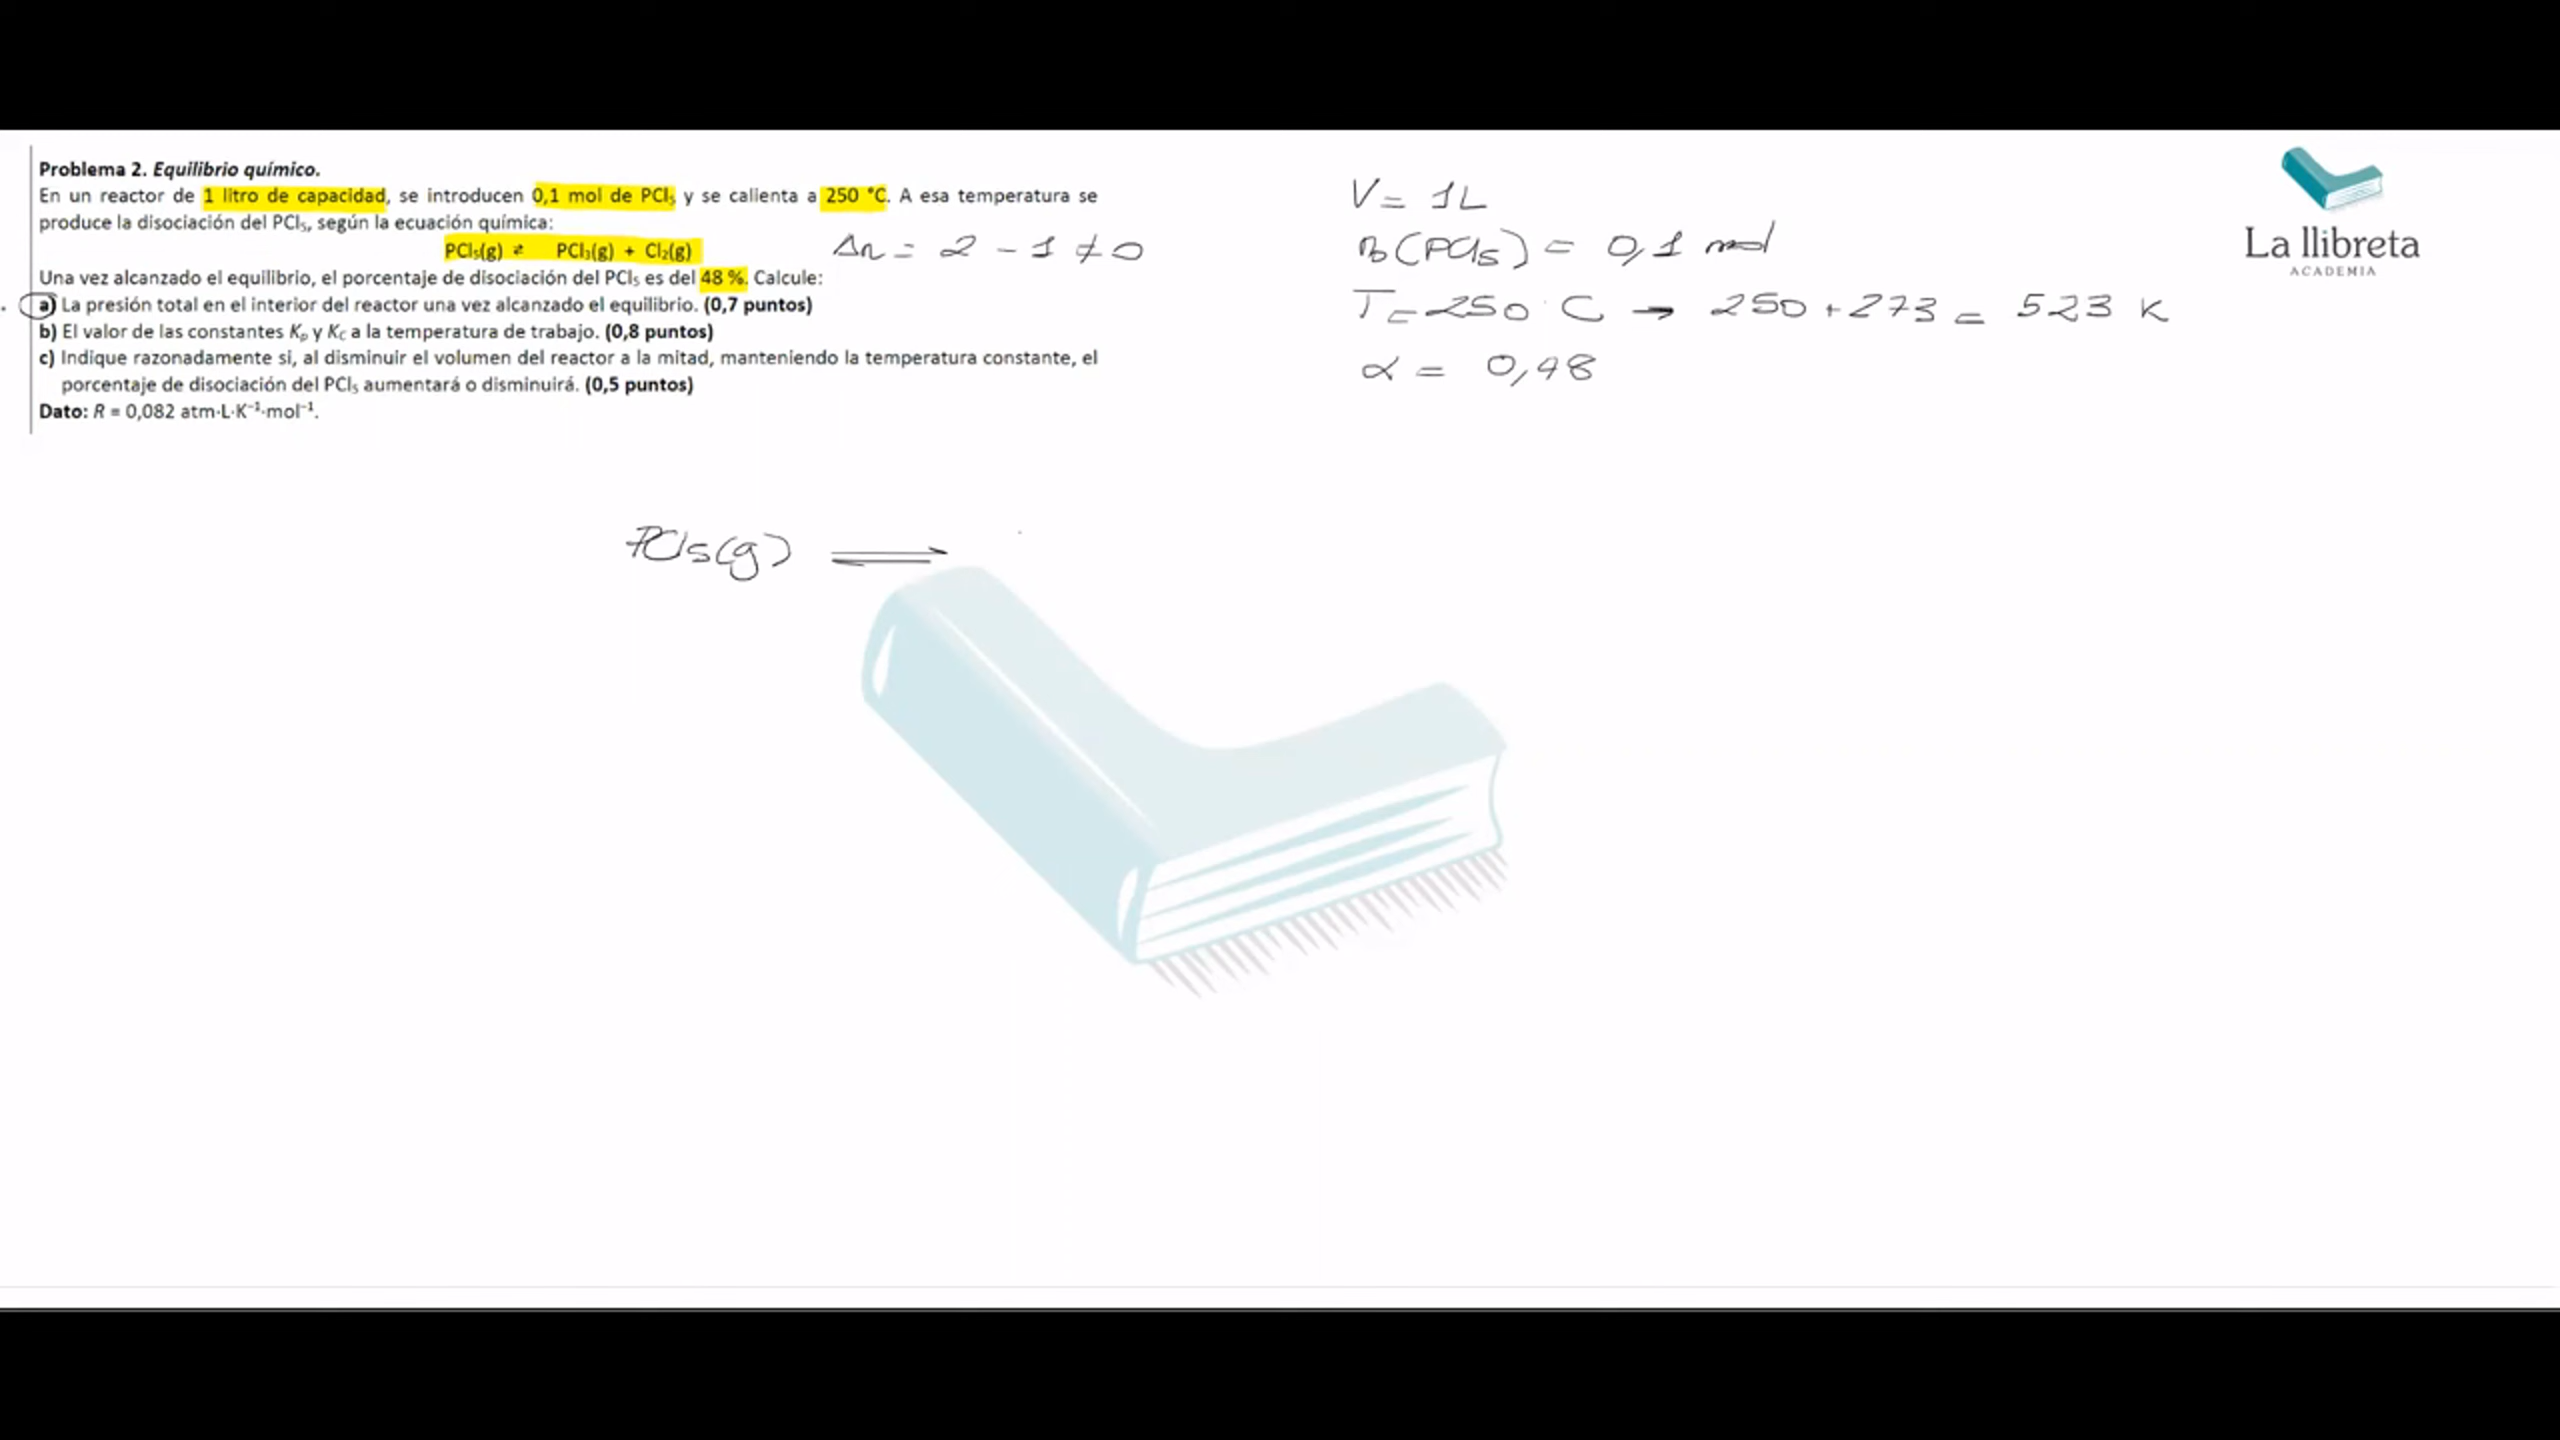 Problema 2. Equilibrio químico.
En un reactor de 1 litro de capacidad, se introducen 0,1 mol de PCl₅ y se calienta a 250 °C. A esa temperatura se
produce la disociación del PCl₅, según la ecuación química:
PCl₅(g) ⇄ PCl₃(g) + Cl₂(g)
Δn = 2 - 1 ≠ 0
Una vez alcanzado el equilibrio, el porcentaje de disociación del PCl₅ es del 48 %. Calcule:
a) La presión total en el interior del reactor una vez alcanzado el equilibrio. (0,7 puntos)
b) El valor de las constantes Kₚ y K_C a la temperatura de trabajo. (0,8 puntos)
c) Indique razonadamente si, al disminuir el volumen del reactor a la mitad, manteniendo la temperatura constante, el
porcentaje de disociación del PCl₅ aumentará o disminuirá. (0,5 puntos)
Dato: R = 0,082 atm·L·K⁻¹·mol⁻¹.
V = 1L
n(PCl₅) = 0,1 mol
T = 250 °C → 250 + 273 = 523 K
α = 0,48
La llibreta
ACADEMIA
PCl₅(g) ⇌